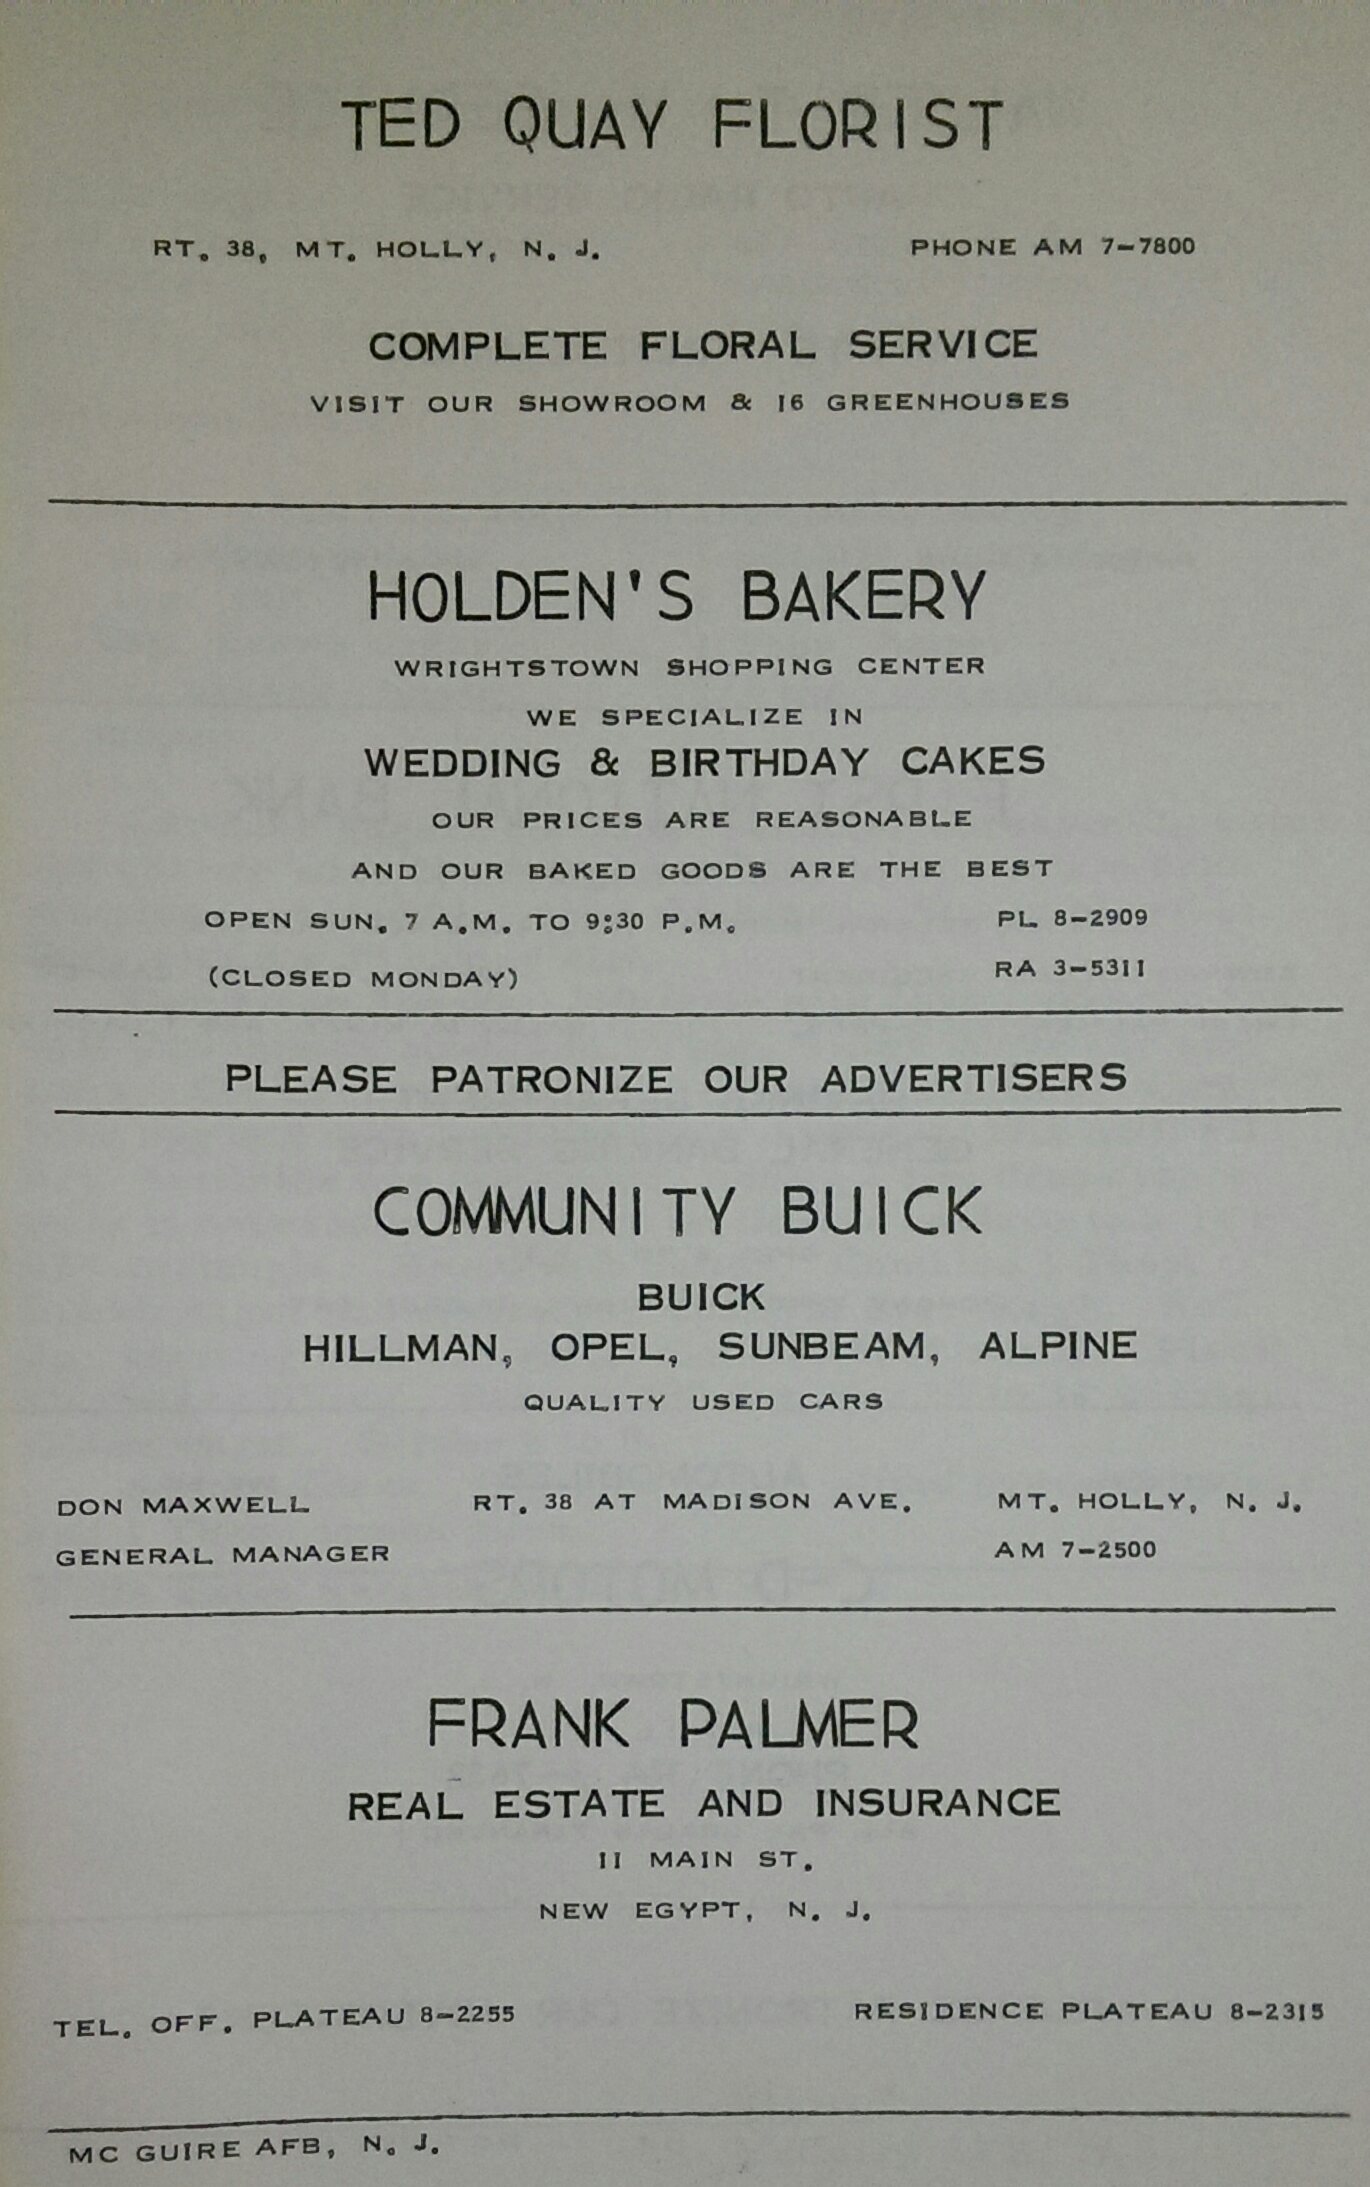 TED QUAY FLORIST
RT. 38, MT. HOLLY, N. J. PHONE AM 7-7800
COMPLETE FLORAL SERVICE
VISIT OUR SHOWROOM & 16 GREENHOUSES
HOLDEN'S BAKERY
WRIGHTSTOWN SHOPPING CENTER
WE SPECIALIZE IN
WEDDING & BIRTHDAY CAKES
OUR PRICES ARE REASONABLE
AND OUR BAKED GOODS ARE THE BEST
OPEN SUN. 7 A.M. TO 9:30 P.M. PL 8-2909
(CLOSED MONDAY) RA 3-5311
PLEASE PATRONIZE OUR ADVERTISERS
COMMUNITY BUICK
BUICK
HILLMAN, OPEL, SUNBEAM, ALPINE
QUALITY USED CARS
DON MAXWELL RT. 38 AT MADISON AVE. MT. HOLLY, N. J.
GENERAL MANAGER AM 7-2500
FRANK PALMER
REAL ESTATE AND INSURANCE
11 MAIN ST.
NEW EGYPT, N. J.
TEL. OFF. PLATEAU 8-2255 RESIDENCE PLATEAU 8-2315
MC GUIRE AFB, N. J.